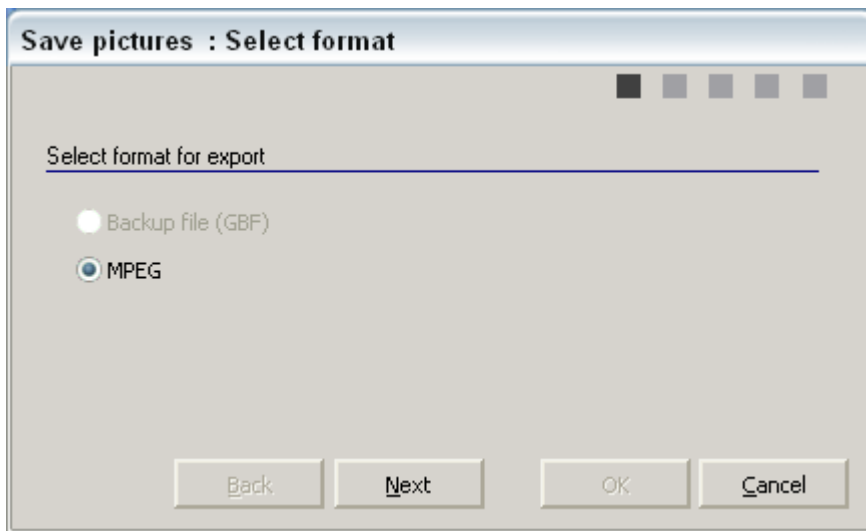 Save pictures : Select format
Select format for export
Backup file (GBF)
MPEG
Back Next OK Cancel